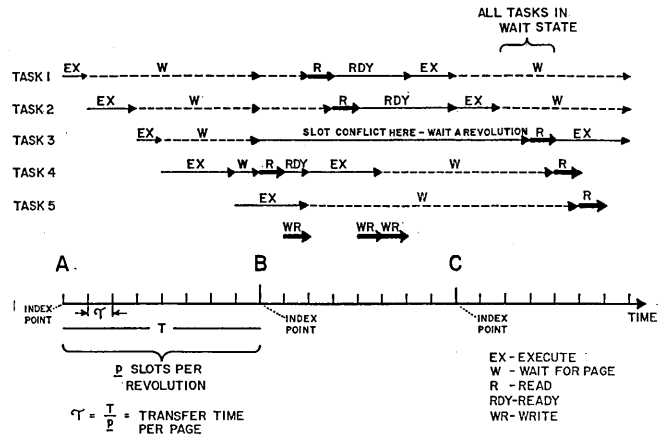 ALL TASKS IN
WAIT STATE
EX W R RDY EX W
TASK 1
EX W R RDY EX W
TASK 2
EX W SLOT CONFLICT HERE - WAIT A REVOLUTION R EX
TASK 3
EX W R RDY EX W R
TASK 4
EX W R
TASK 5
WR WR WR
A B C
INDEX POINT
τ
INDEX POINT
INDEX POINT
TIME
T
p SLOTS PER
REVOLUTION
τ = T/p = TRANSFER TIME
PER PAGE
EX - EXECUTE
W - WAIT FOR PAGE
R - READ
RDY-READY
WR- WRITE